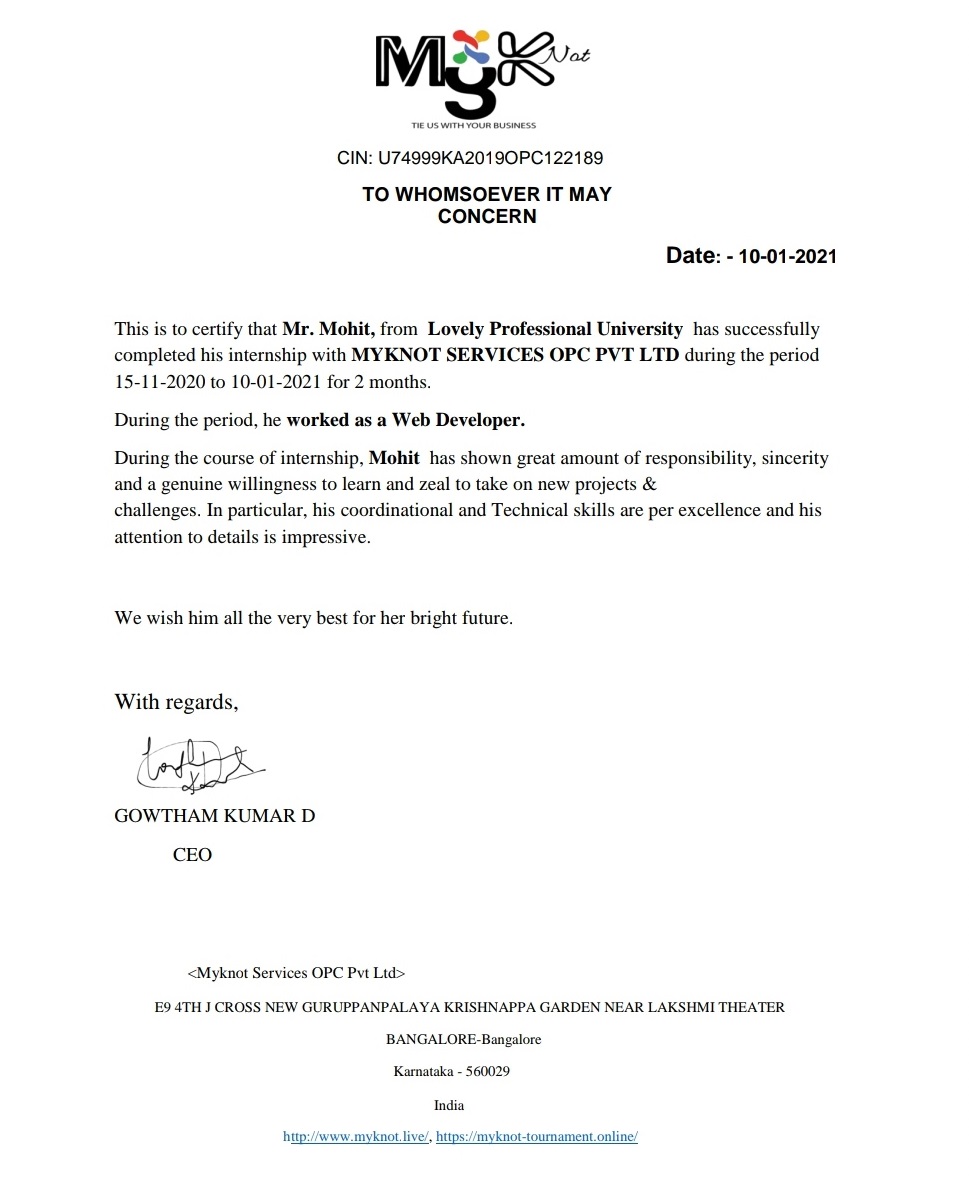 MyK Not
TIE US WITH YOUR BUSINESS
CIN: U74999KA2019OPC122189
TO WHOMSOEVER IT MAY
CONCERN
Date: - 10-01-2021
This is to certify that Mr. Mohit, from Lovely Professional University has successfully
completed his internship with MYKNOT SERVICES OPC PVT LTD during the period
15-11-2020 to 10-01-2021 for 2 months.
During the period, he worked as a Web Developer.
During the course of internship, Mohit has shown great amount of responsibility, sincerity
and a genuine willingness to learn and zeal to take on new projects &
challenges. In particular, his coordinational and Technical skills are per excellence and his
attention to details is impressive.
We wish him all the very best for her bright future.
With regards,
GOWTHAM KUMAR D
CEO
<Myknot Services OPC Pvt Ltd>
E9 4TH J CROSS NEW GURUPPANPALAYA KRISHNAPPA GARDEN NEAR LAKSHMI THEATER
BANGALORE-Bangalore
Karnataka - 560029
India
http://www.myknot.live/, https://myknot-tournament.online/